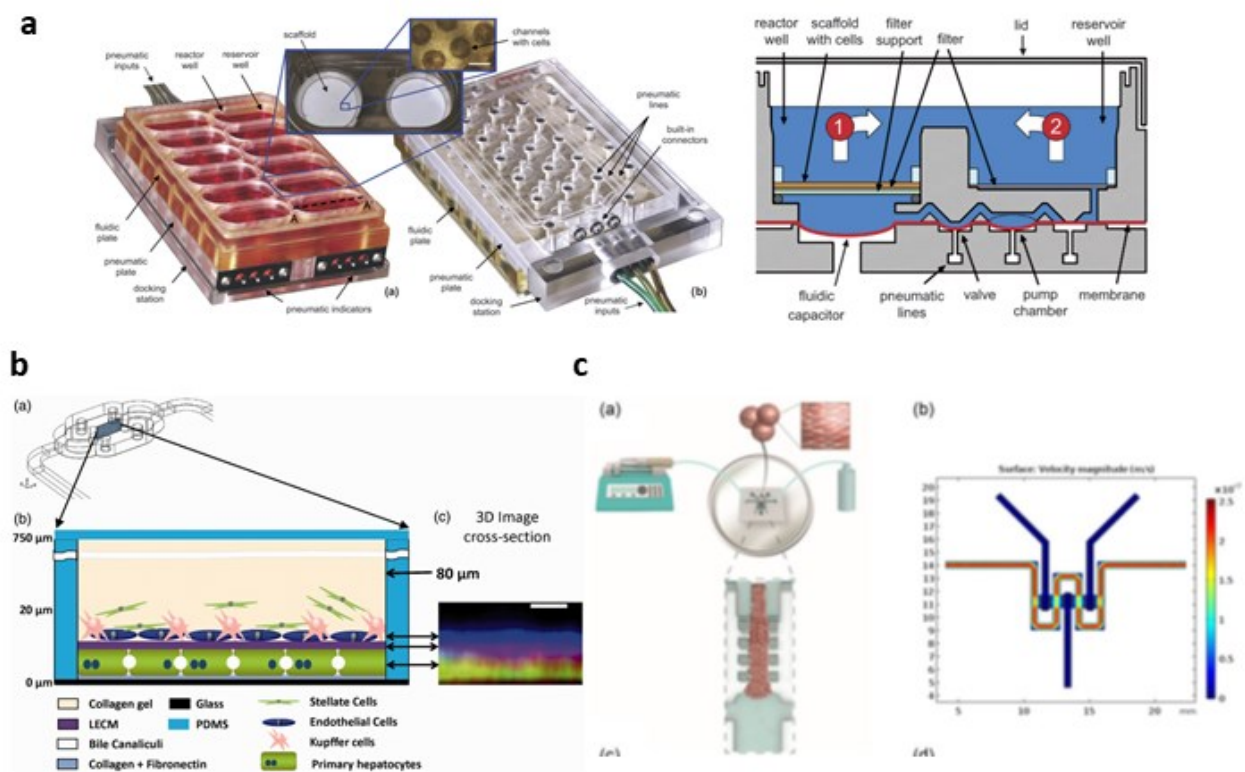 a
pneumatic
inputs
reactor
well
reservoir
well
scaffold
channels
with cells
pneumatic
lines
built-in
connectors
fluidic
plate
pneumatic
plate
docking
station
pneumatic indicators
A
A
(a)
fluidic
plate
pneumatic
plate
docking
station
pneumatic
inputs
(b)
reactor
well
scaffold
with cells
filter
support
filter
lid
reservoir
well
1
2
fluidic
capacitor
pneumatic
lines
valve
pump
chamber
membrane
b
(a)
(b)
750 µm
20 µm
0 µm
(c)
3D Image
cross-section
80 µm
Collagen gel
LECM
Bile Canaliculi
Collagen + Fibronectin
Glass
PDMS
Stellate Cells
Endothelial Cells
Kupffer cells
Primary hepatocytes
c
(a)
(b)
Surface: Velocity magnitude (m/s)
20
19
18
17
16
15
14
13
12
11
10
9
8
7
6
5
4
5
10
15
20
mm
2.5
2
1.5
1
0.5
0
(c)
(d)